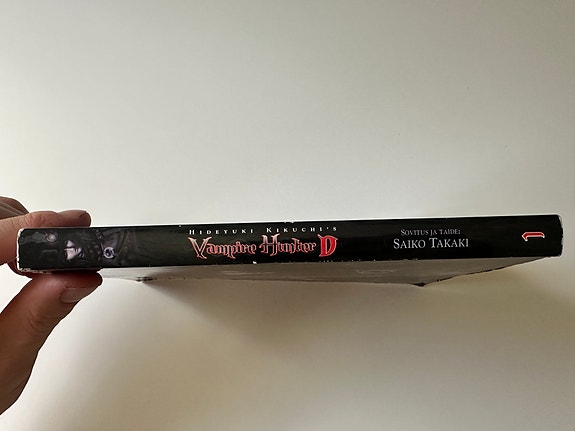 HIDEYUKI KIKUCHI'S
Vampire Hunter D
SOVITUS JA TAIDE:
SAIKO TAKAKI
1